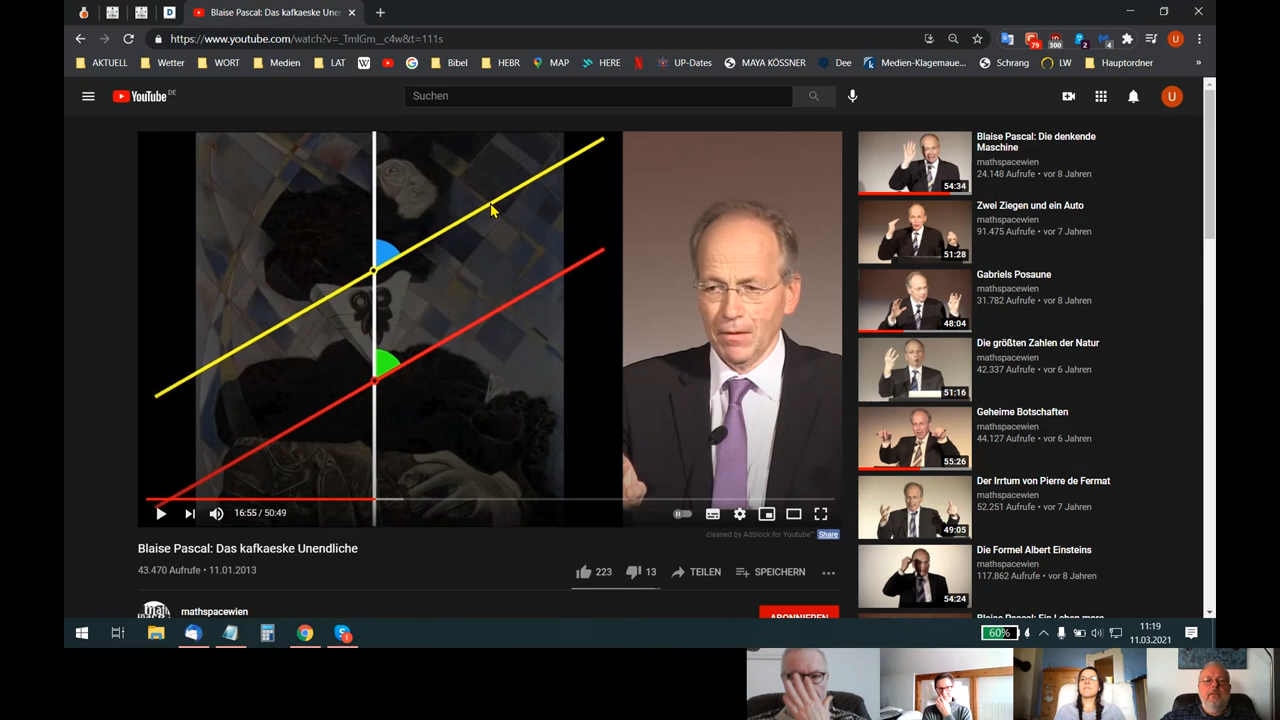 Blaise Pascal: Das kafkaeske Unen
https://www.youtube.com/watch?v=_TmlGm__c4w&t=111s
79
300
2
4
U
AKTUELL
Wetter
WORT
Medien
LAT
W
Bibel
HEBR
MAP
HERE
UP-Dates
MAYA KÖSSNER
Dee
Medien-Klagemaue...
Schrang
LW
Hauptordner
»
YouTube DE
Suchen
U
16:55 / 50:49
cleaned by Adblock for Youtube™ Share
Blaise Pascal: Das kafkaeske Unendliche
43.470 Aufrufe • 11.01.2013
223
13
TEILEN
SPEICHERN
mathspacewien
ABONNIEREN
54:34
Blaise Pascal: Die denkende
Maschine
mathspacewien
24.148 Aufrufe • vor 8 Jahren
51:28
Zwei Ziegen und ein Auto
mathspacewien
91.475 Aufrufe • vor 7 Jahren
48:04
Gabriels Posaune
mathspacewien
31.782 Aufrufe • vor 8 Jahren
51:16
Die größten Zahlen der Natur
mathspacewien
42.337 Aufrufe • vor 6 Jahren
55:26
Geheime Botschaften
mathspacewien
44.127 Aufrufe • vor 6 Jahren
49:05
Der Irrtum von Pierre de Fermat
mathspacewien
52.251 Aufrufe • vor 7 Jahren
54:24
Die Formel Albert Einsteins
mathspacewien
117.862 Aufrufe • vor 8 Jahren
60%
11:19
11.03.2021